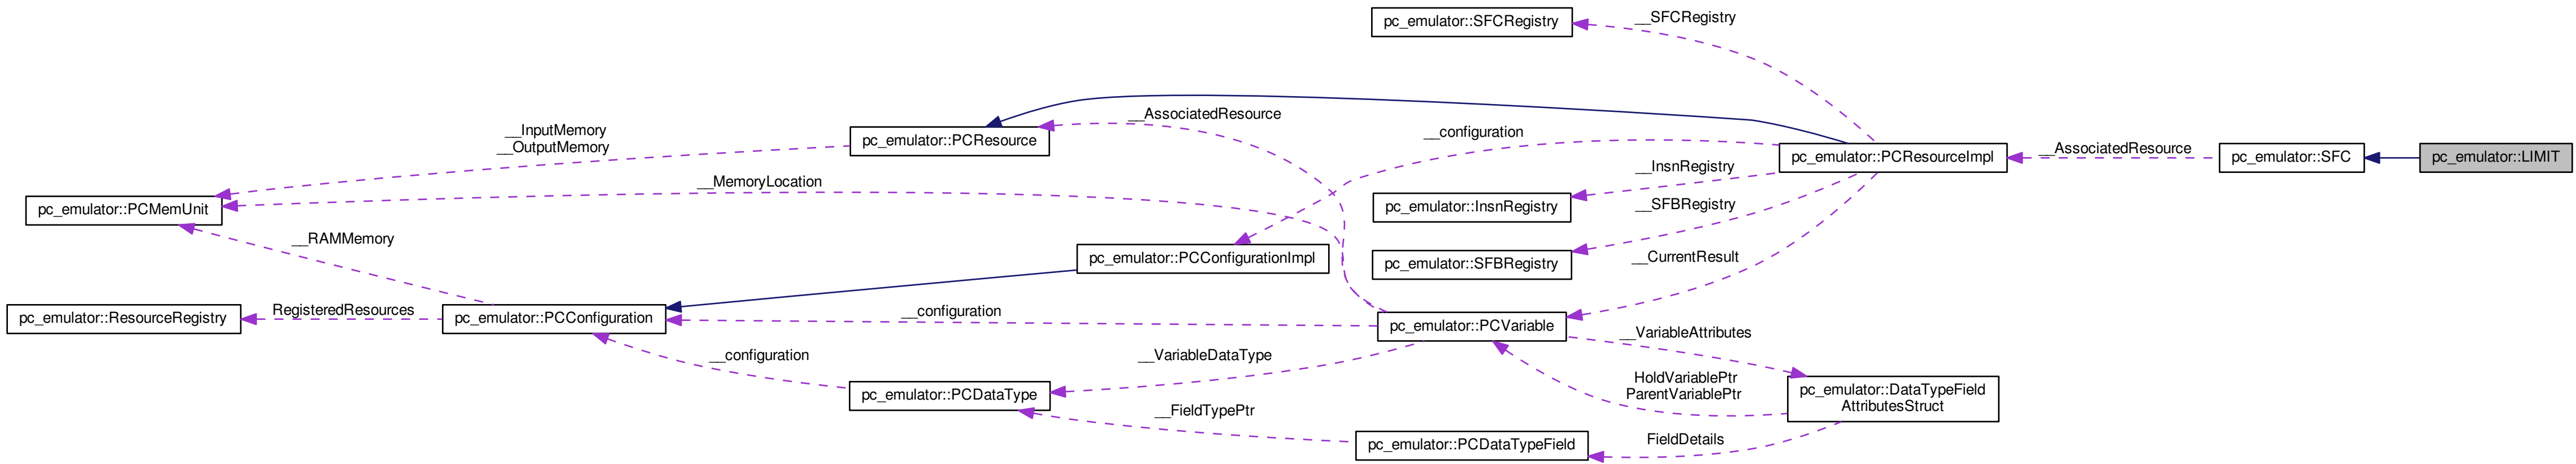 pc_emulator::SFCRegistry
__SFCRegistry
__AssociatedResource
__InputMemory
__OutputMemory
pc_emulator::PCResource
__configuration
pc_emulator::PCResourceImpl
__AssociatedResource
pc_emulator::SFC
pc_emulator::LIMIT
__InsnRegistry
__MemoryLocation
pc_emulator::PCMemUnit
pc_emulator::InsnRegistry
__SFBRegistry
__RAMMemory
pc_emulator::PCConfigurationImpl
pc_emulator::SFBRegistry
__CurrentResult
RegisteredResources
__configuration
pc_emulator::ResourceRegistry
pc_emulator::PCConfiguration
pc_emulator::PCVariable
__VariableAttributes
__configuration
__VariableDataType
HoldVariablePtr
ParentVariablePtr
pc_emulator::DataTypeField
AttributesStruct
pc_emulator::PCDataType
__FieldTypePtr
FieldDetails
pc_emulator::PCDataTypeField